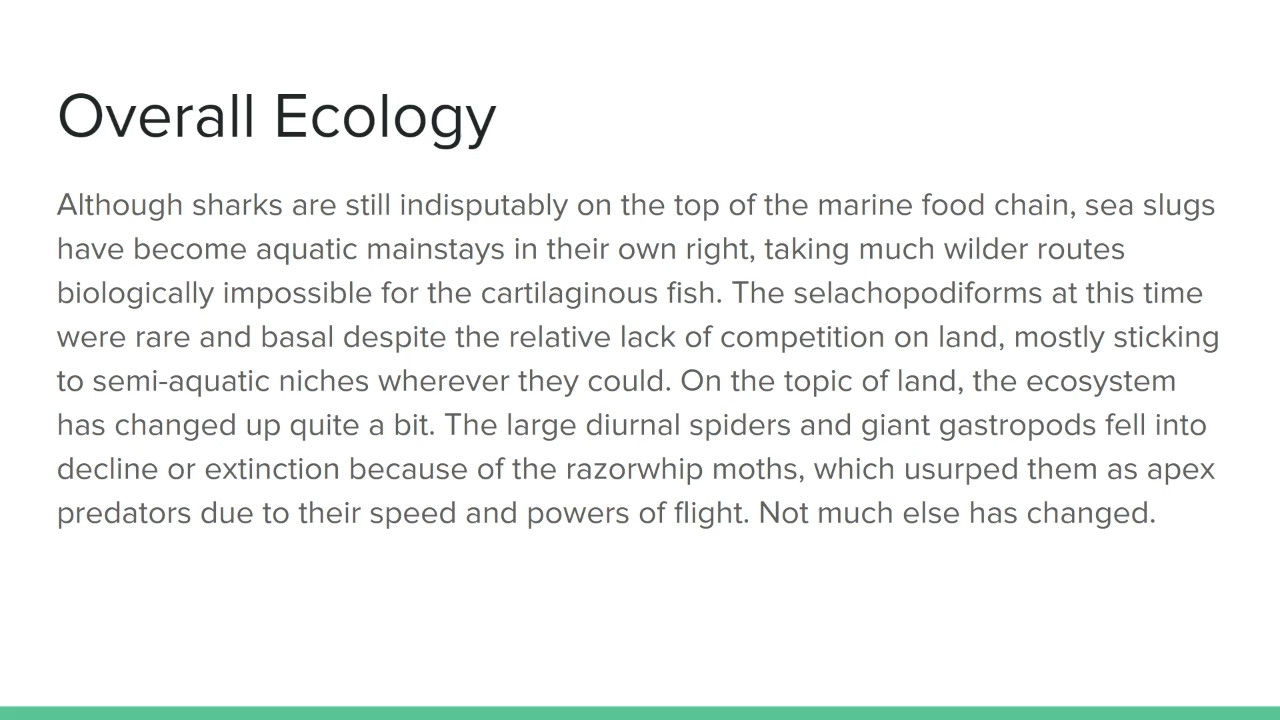 Overall Ecology
Although sharks are still indisputably on the top of the marine food chain, sea slugs
have become aquatic mainstays in their own right, taking much wilder routes
biologically impossible for the cartilaginous fish. The selachopodiforms at this time
were rare and basal despite the relative lack of competition on land, mostly sticking
to semi-aquatic niches wherever they could. On the topic of land, the ecosystem
has changed up quite a bit. The large diurnal spiders and giant gastropods fell into
decline or extinction because of the razorwhip moths, which usurped them as apex
predators due to their speed and powers of flight. Not much else has changed.